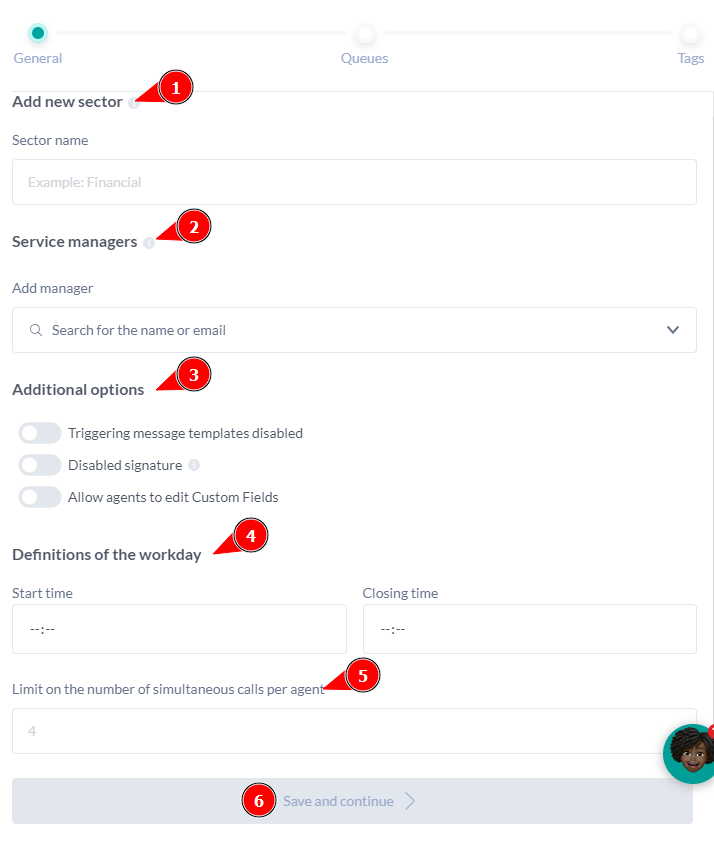 General Queues Tags
1
Add new sector
Sector name
Example: Financial
2
Service managers
Add manager
Search for the name or email
3
Additional options
Triggering message templates disabled
Disabled signature
Allow agents to edit Custom Fields
4
Definitions of the workday
Start time Closing time
--:-- --:--
5
Limit on the number of simultaneous calls per agent
4
6 Save and continue